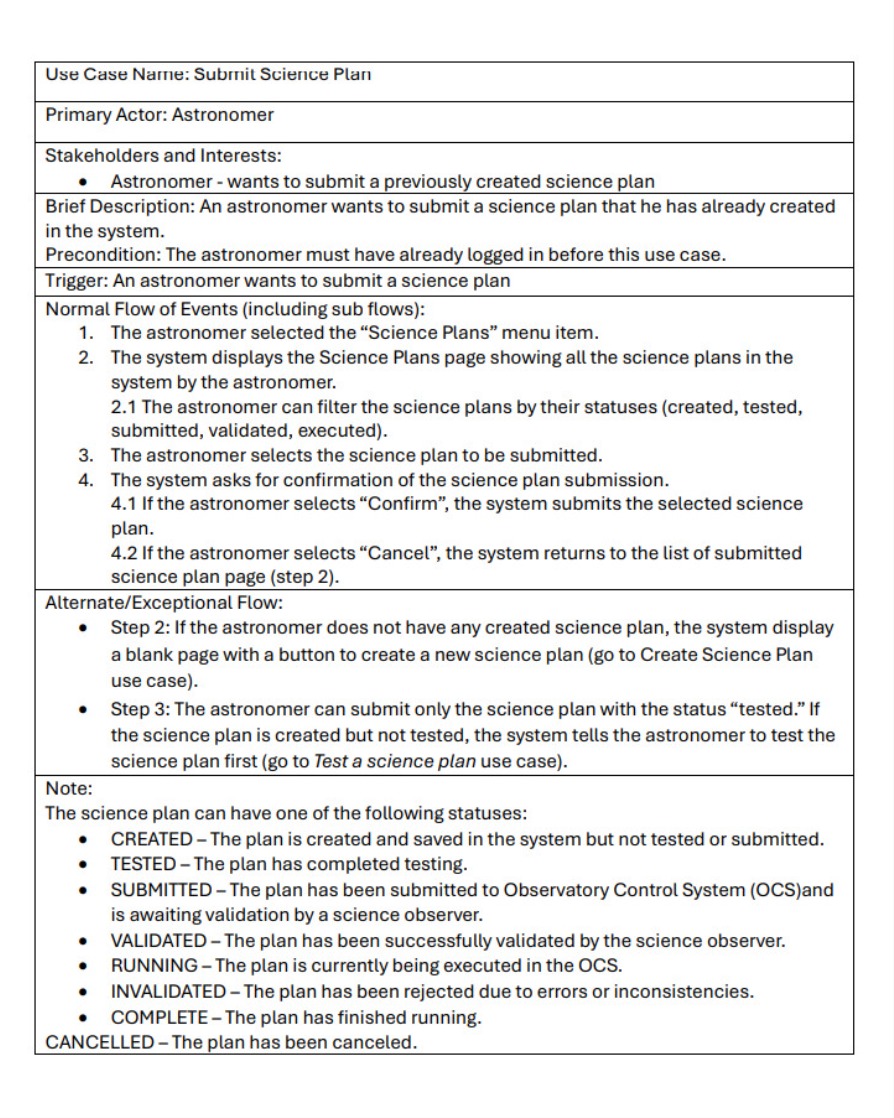 Use Case Name: Submit Science Plan
Primary Actor: Astronomer
Stakeholders and Interests:
• Astronomer - wants to submit a previously created science plan
Brief Description: An astronomer wants to submit a science plan that he has already created
in the system.
Precondition: The astronomer must have already logged in before this use case.
Trigger: An astronomer wants to submit a science plan
Normal Flow of Events (including sub flows):
1. The astronomer selected the “Science Plans” menu item.
2. The system displays the Science Plans page showing all the science plans in the
system by the astronomer.
2.1 The astronomer can filter the science plans by their statuses (created, tested,
submitted, validated, executed).
3. The astronomer selects the science plan to be submitted.
4. The system asks for confirmation of the science plan submission.
4.1 If the astronomer selects “Confirm”, the system submits the selected science
plan.
4.2 If the astronomer selects “Cancel”, the system returns to the list of submitted
science plan page (step 2).
Alternate/Exceptional Flow:
• Step 2: If the astronomer does not have any created science plan, the system display
a blank page with a button to create a new science plan (go to Create Science Plan
use case).
• Step 3: The astronomer can submit only the science plan with the status “tested.” If
the science plan is created but not tested, the system tells the astronomer to test the
science plan first (go to Test a science plan use case).
Note:
The science plan can have one of the following statuses:
• CREATED – The plan is created and saved in the system but not tested or submitted.
• TESTED – The plan has completed testing.
• SUBMITTED – The plan has been submitted to Observatory Control System (OCS)and
is awaiting validation by a science observer.
• VALIDATED – The plan has been successfully validated by the science observer.
• RUNNING – The plan is currently being executed in the OCS.
• INVALIDATED – The plan has been rejected due to errors or inconsistencies.
• COMPLETE – The plan has finished running.
CANCELLED – The plan has been canceled.